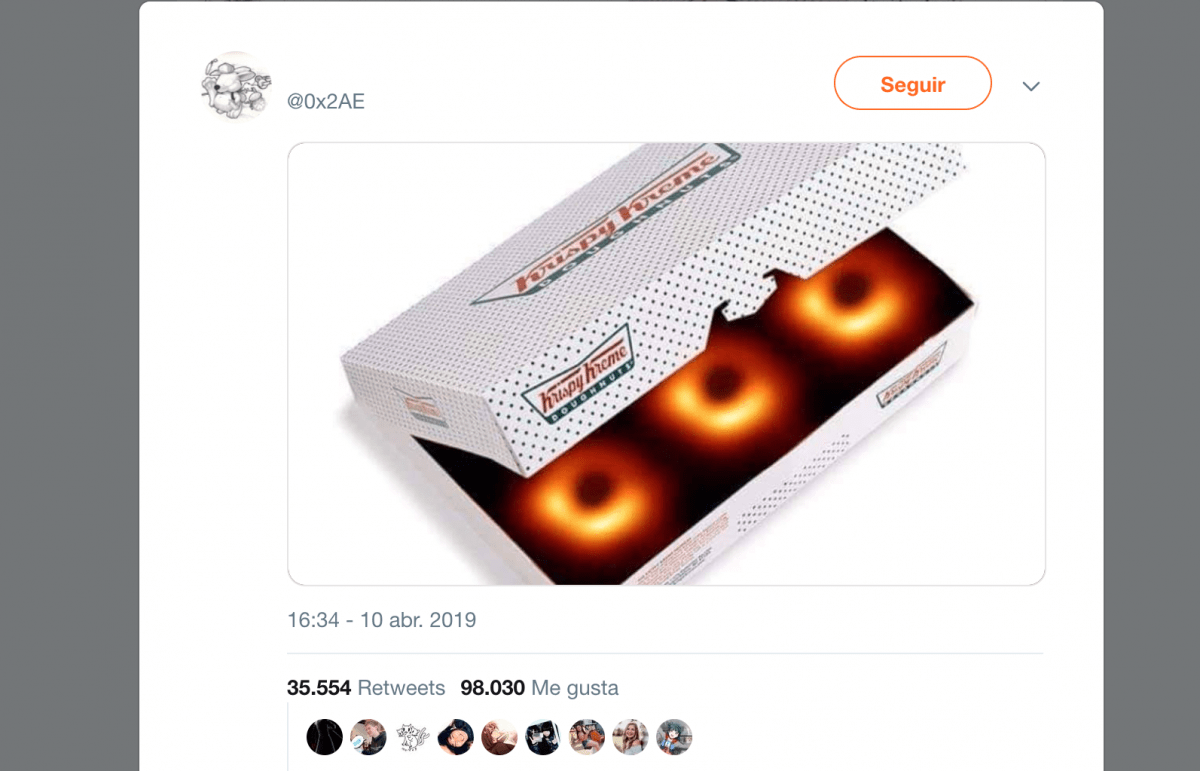 @0x2AE
Seguir
Krispy Kreme
DOUGHNUTS
Krispy Kreme
DOUGHNUTS
16:34 - 10 abr. 2019
35.554 Retweets 98.030 Me gusta